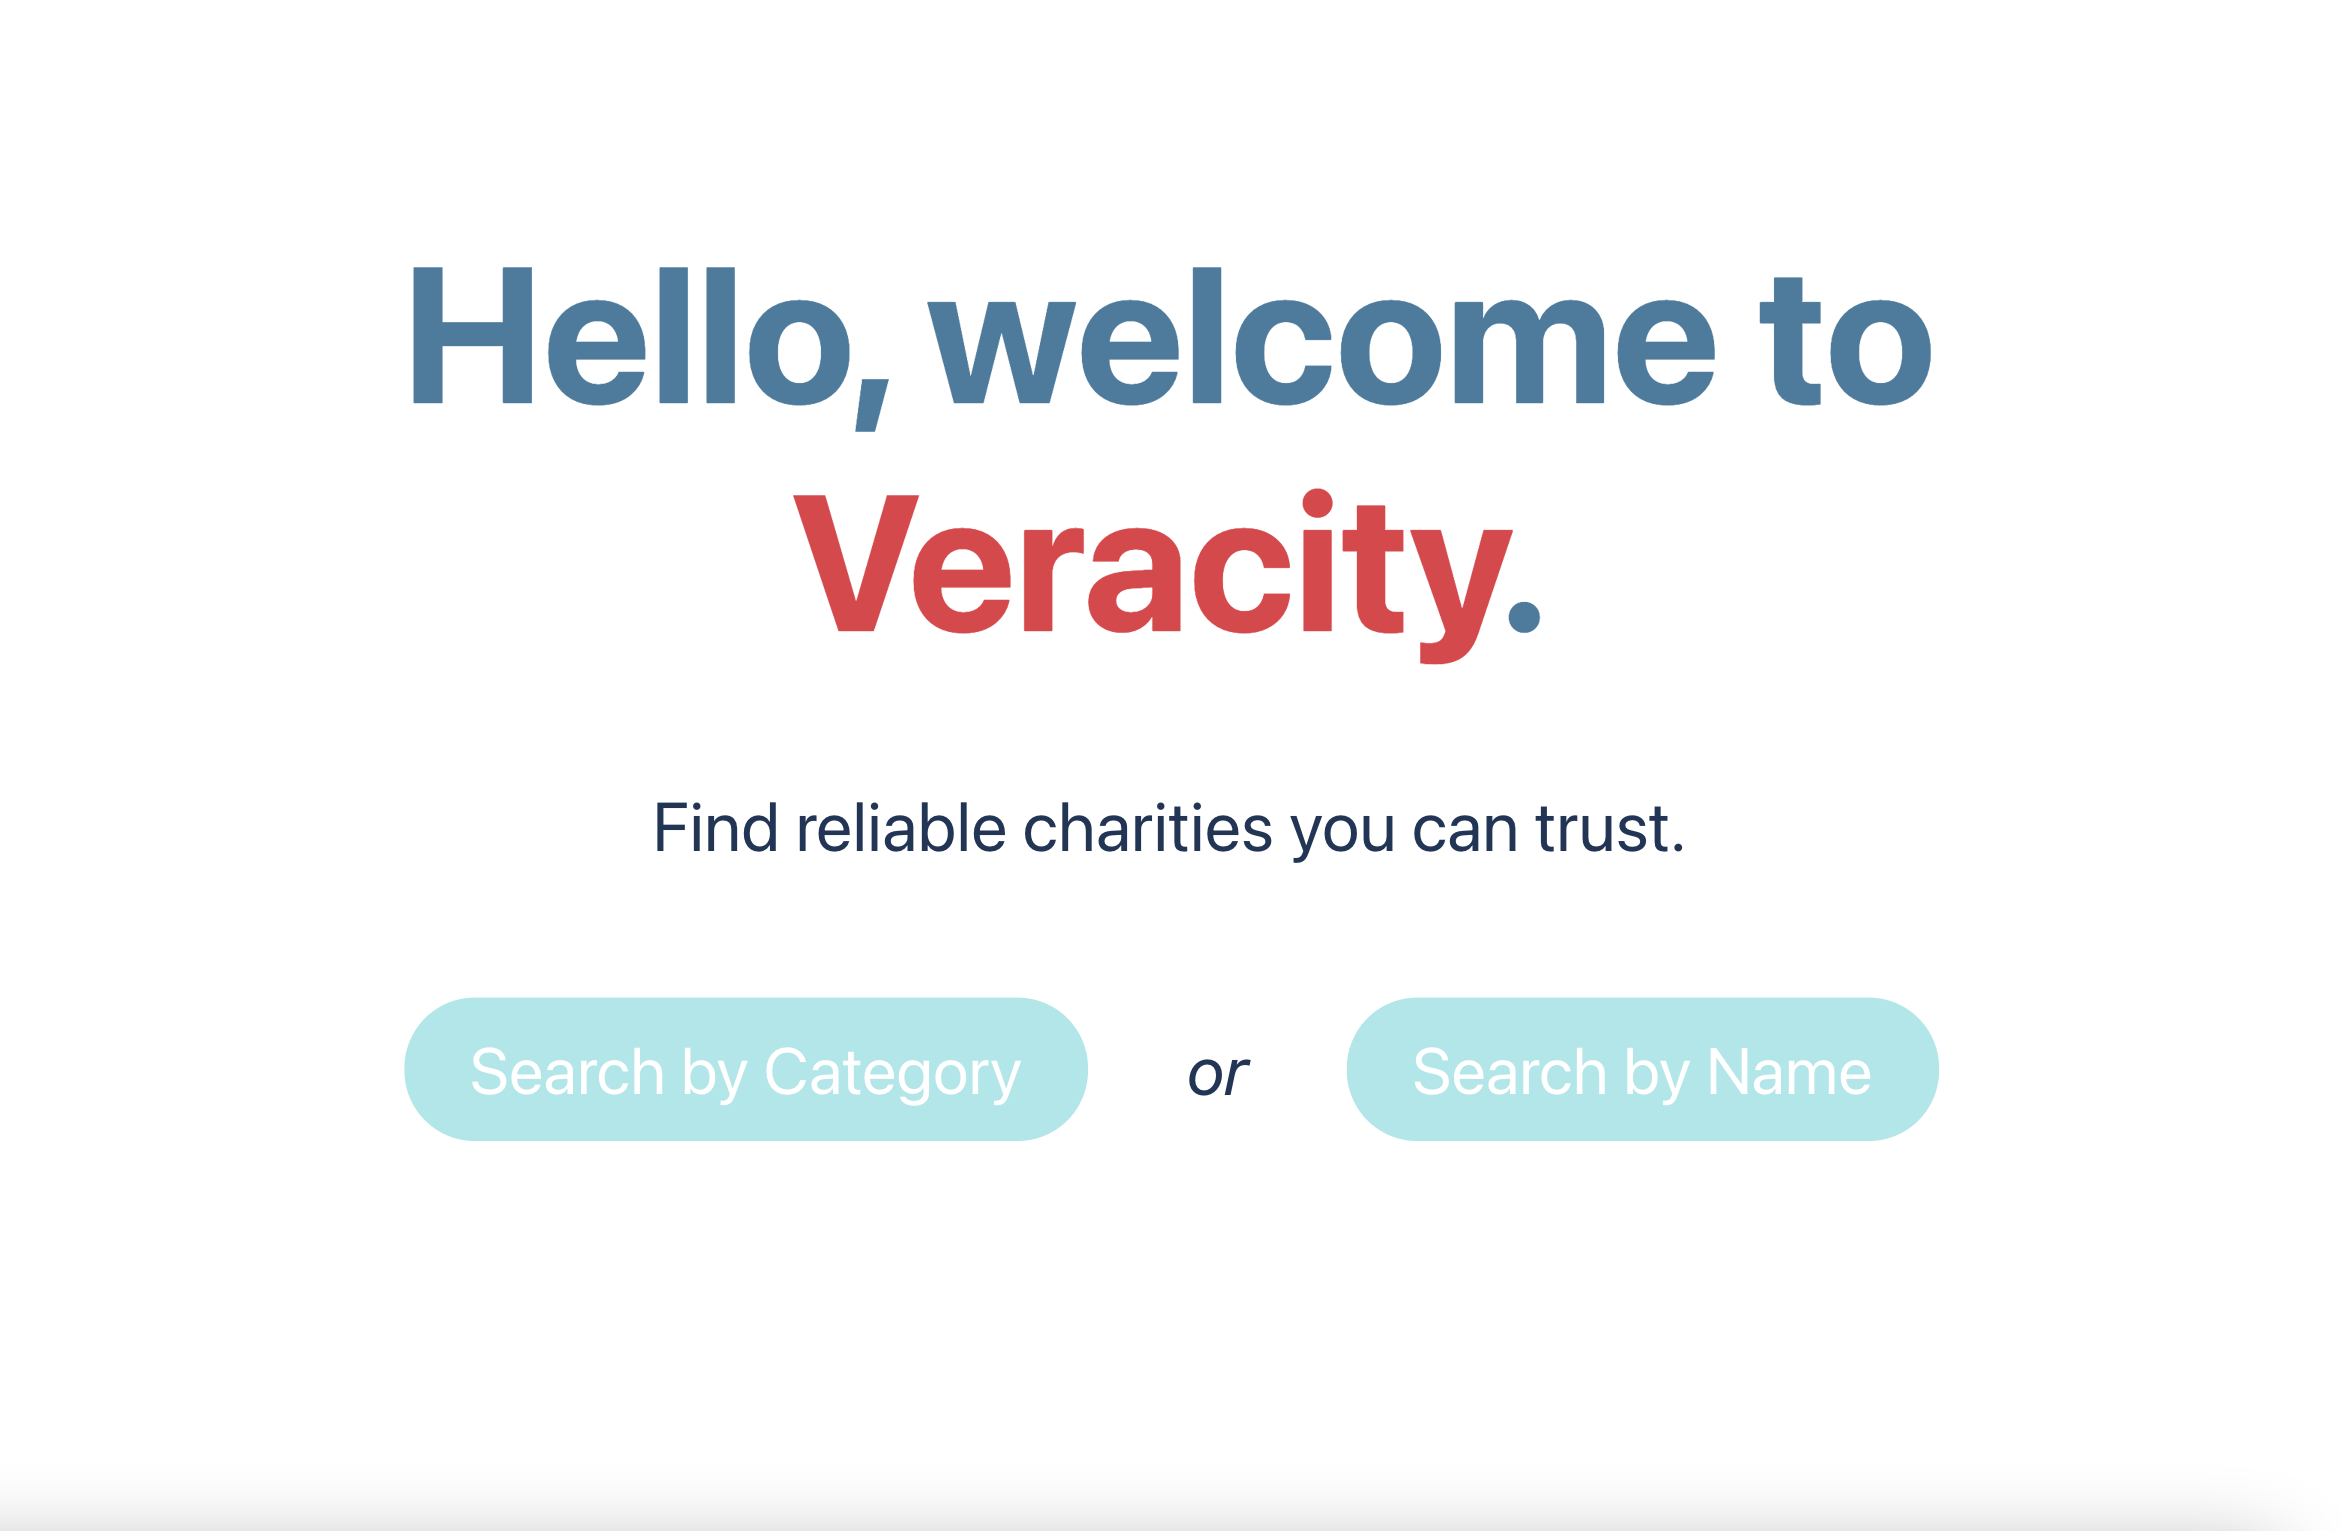 Hello, welcome to
Veracity.
Find reliable charities you can trust.
Search by Category or Search by Name